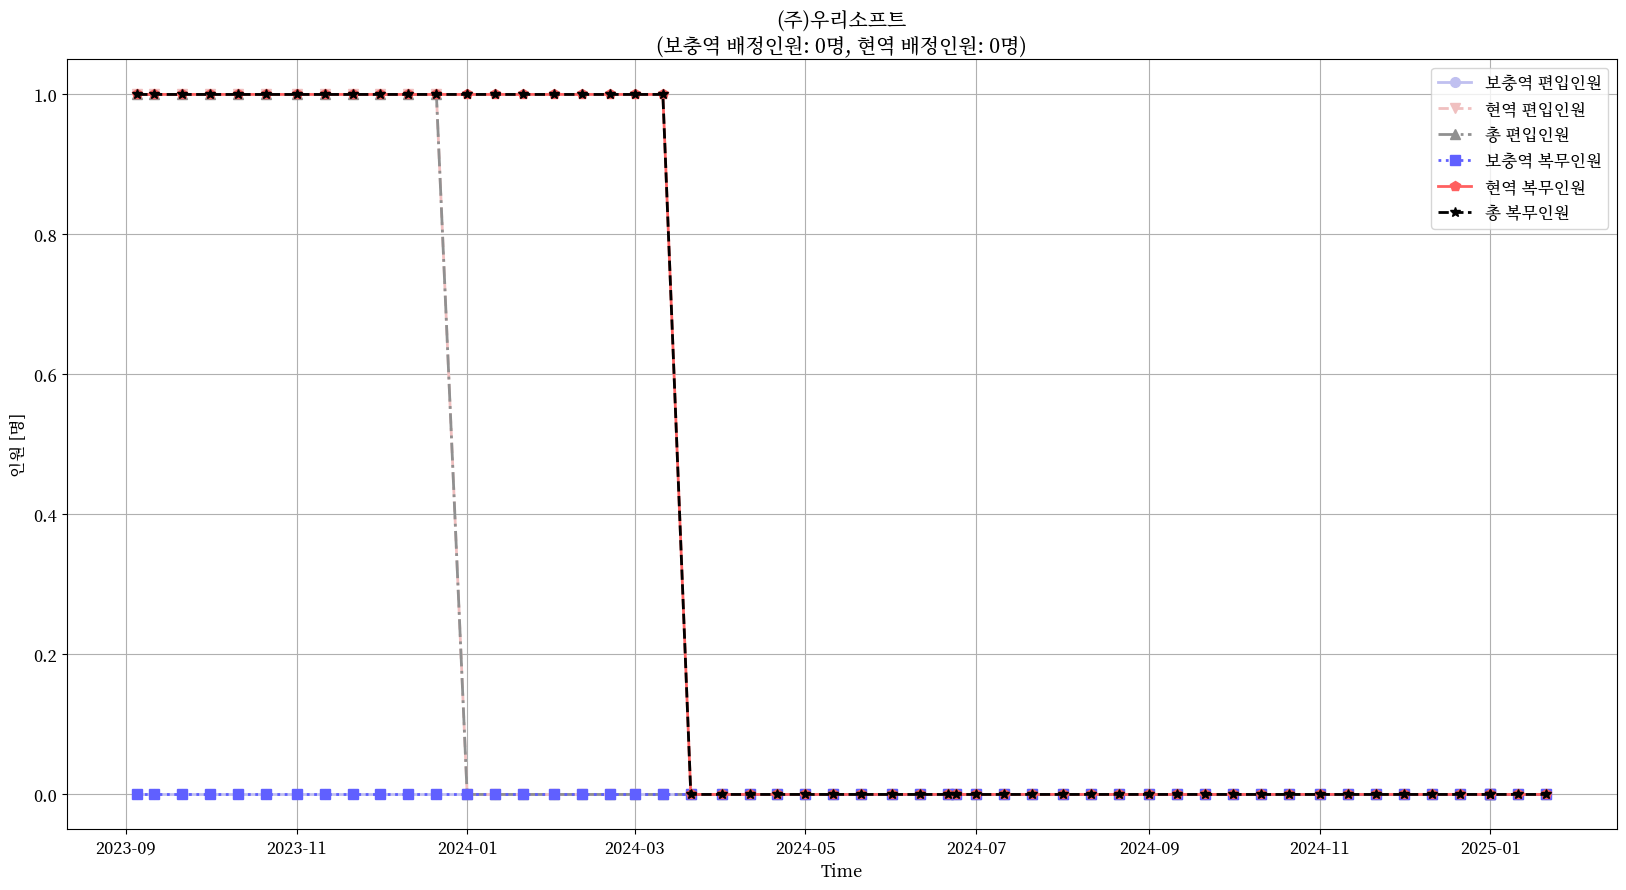 (주)우리소프트
(보충역 배정인원: 0명, 현역 배정인원: 0명)
보충역 편입인원
현역 편입인원
총 편입인원
보충역 복무인원
현역 복무인원
총 복무인원
1.0
0.8
0.6
0.4
0.2
0.0
인원 [명]
2023-09
2023-11
2024-01
2024-03
2024-05
2024-07
2024-09
2024-11
2025-01
Time